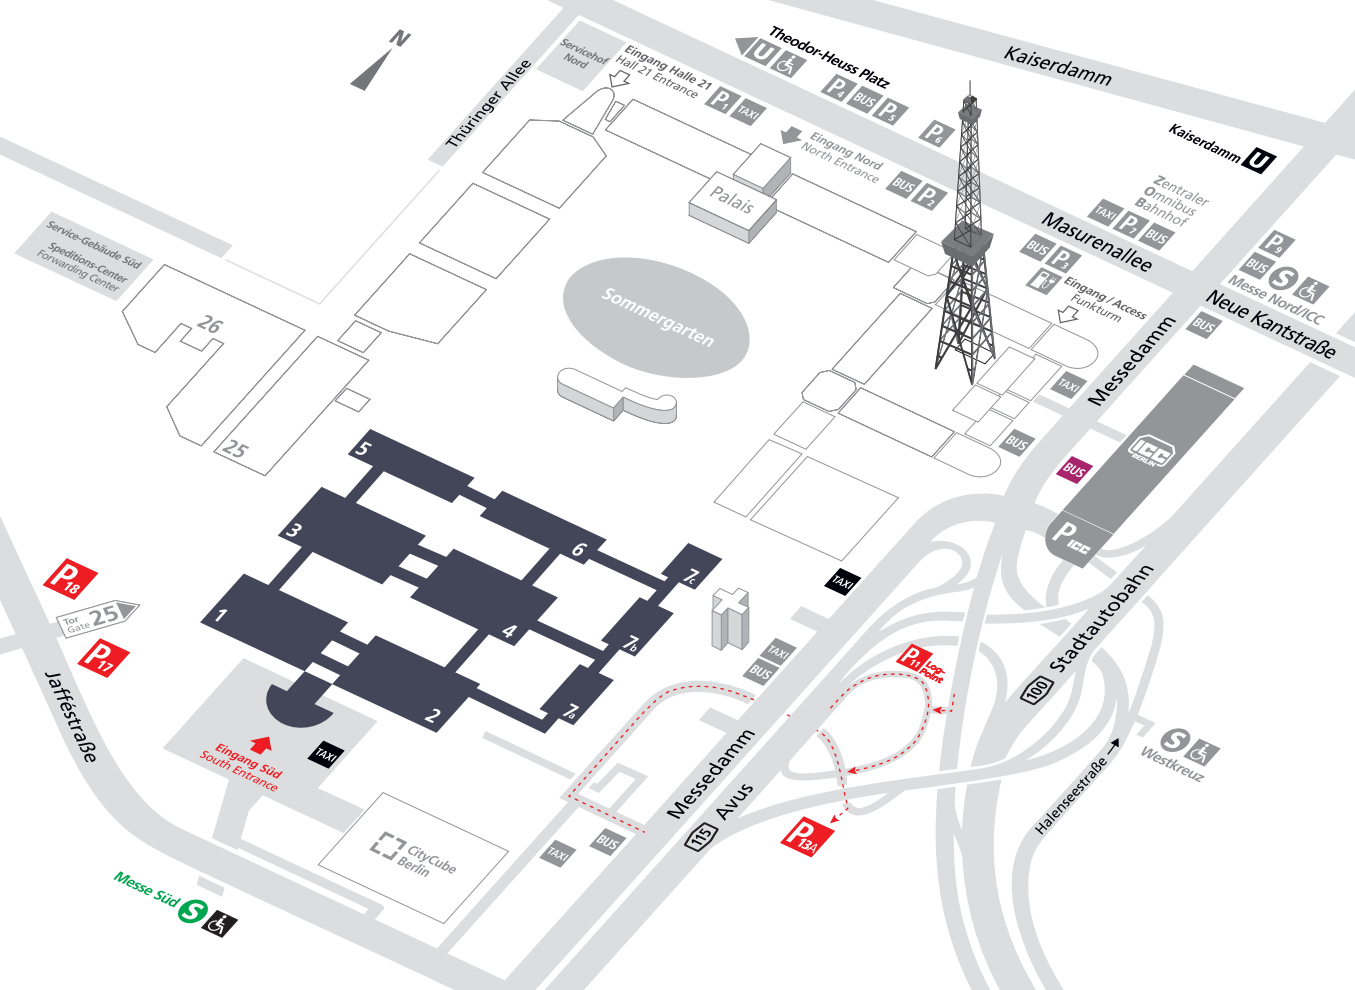 N
Servicehof
Nord
Eingang Halle 21
Hall 21 Entrance
P1
TAXI
Thüringer Allee
U
Theodor-Heuss Platz
P4
BUS
P5
P6
Kaiserdamm
Kaiserdamm U
Eingang Nord
North Entrance
BUS
P2
Palais
Zentraler
Omnibus
Bahnhof
TAXI
P7
BUS
Masurenallee
BUS
P3
Eingang / Access
Funkturm
P9
BUS
S
Messe Nord/ICC
Neue Kantstraße
BUS
Messedamm
TAXI
BUS
BUS
ICC
BERLIN
P ICC
Service-Gebäude Süd
Speditions-Center
Forwarding Center
26
25
Sommergarten
5
6
3
4
1
2
7c
7b
7a
TAXI
TAXI
BUS
P18
Tor
Gate 25
P17
Jafféstraße
Eingang Süd
South Entrance
TAXI
P11
Log-
Point
100 Stadtautobahn
S
Westkreuz
Halenseestraße
Messedamm
115 Avus
P13A
TAXI
BUS
CityCube
Berlin
Messe Süd S